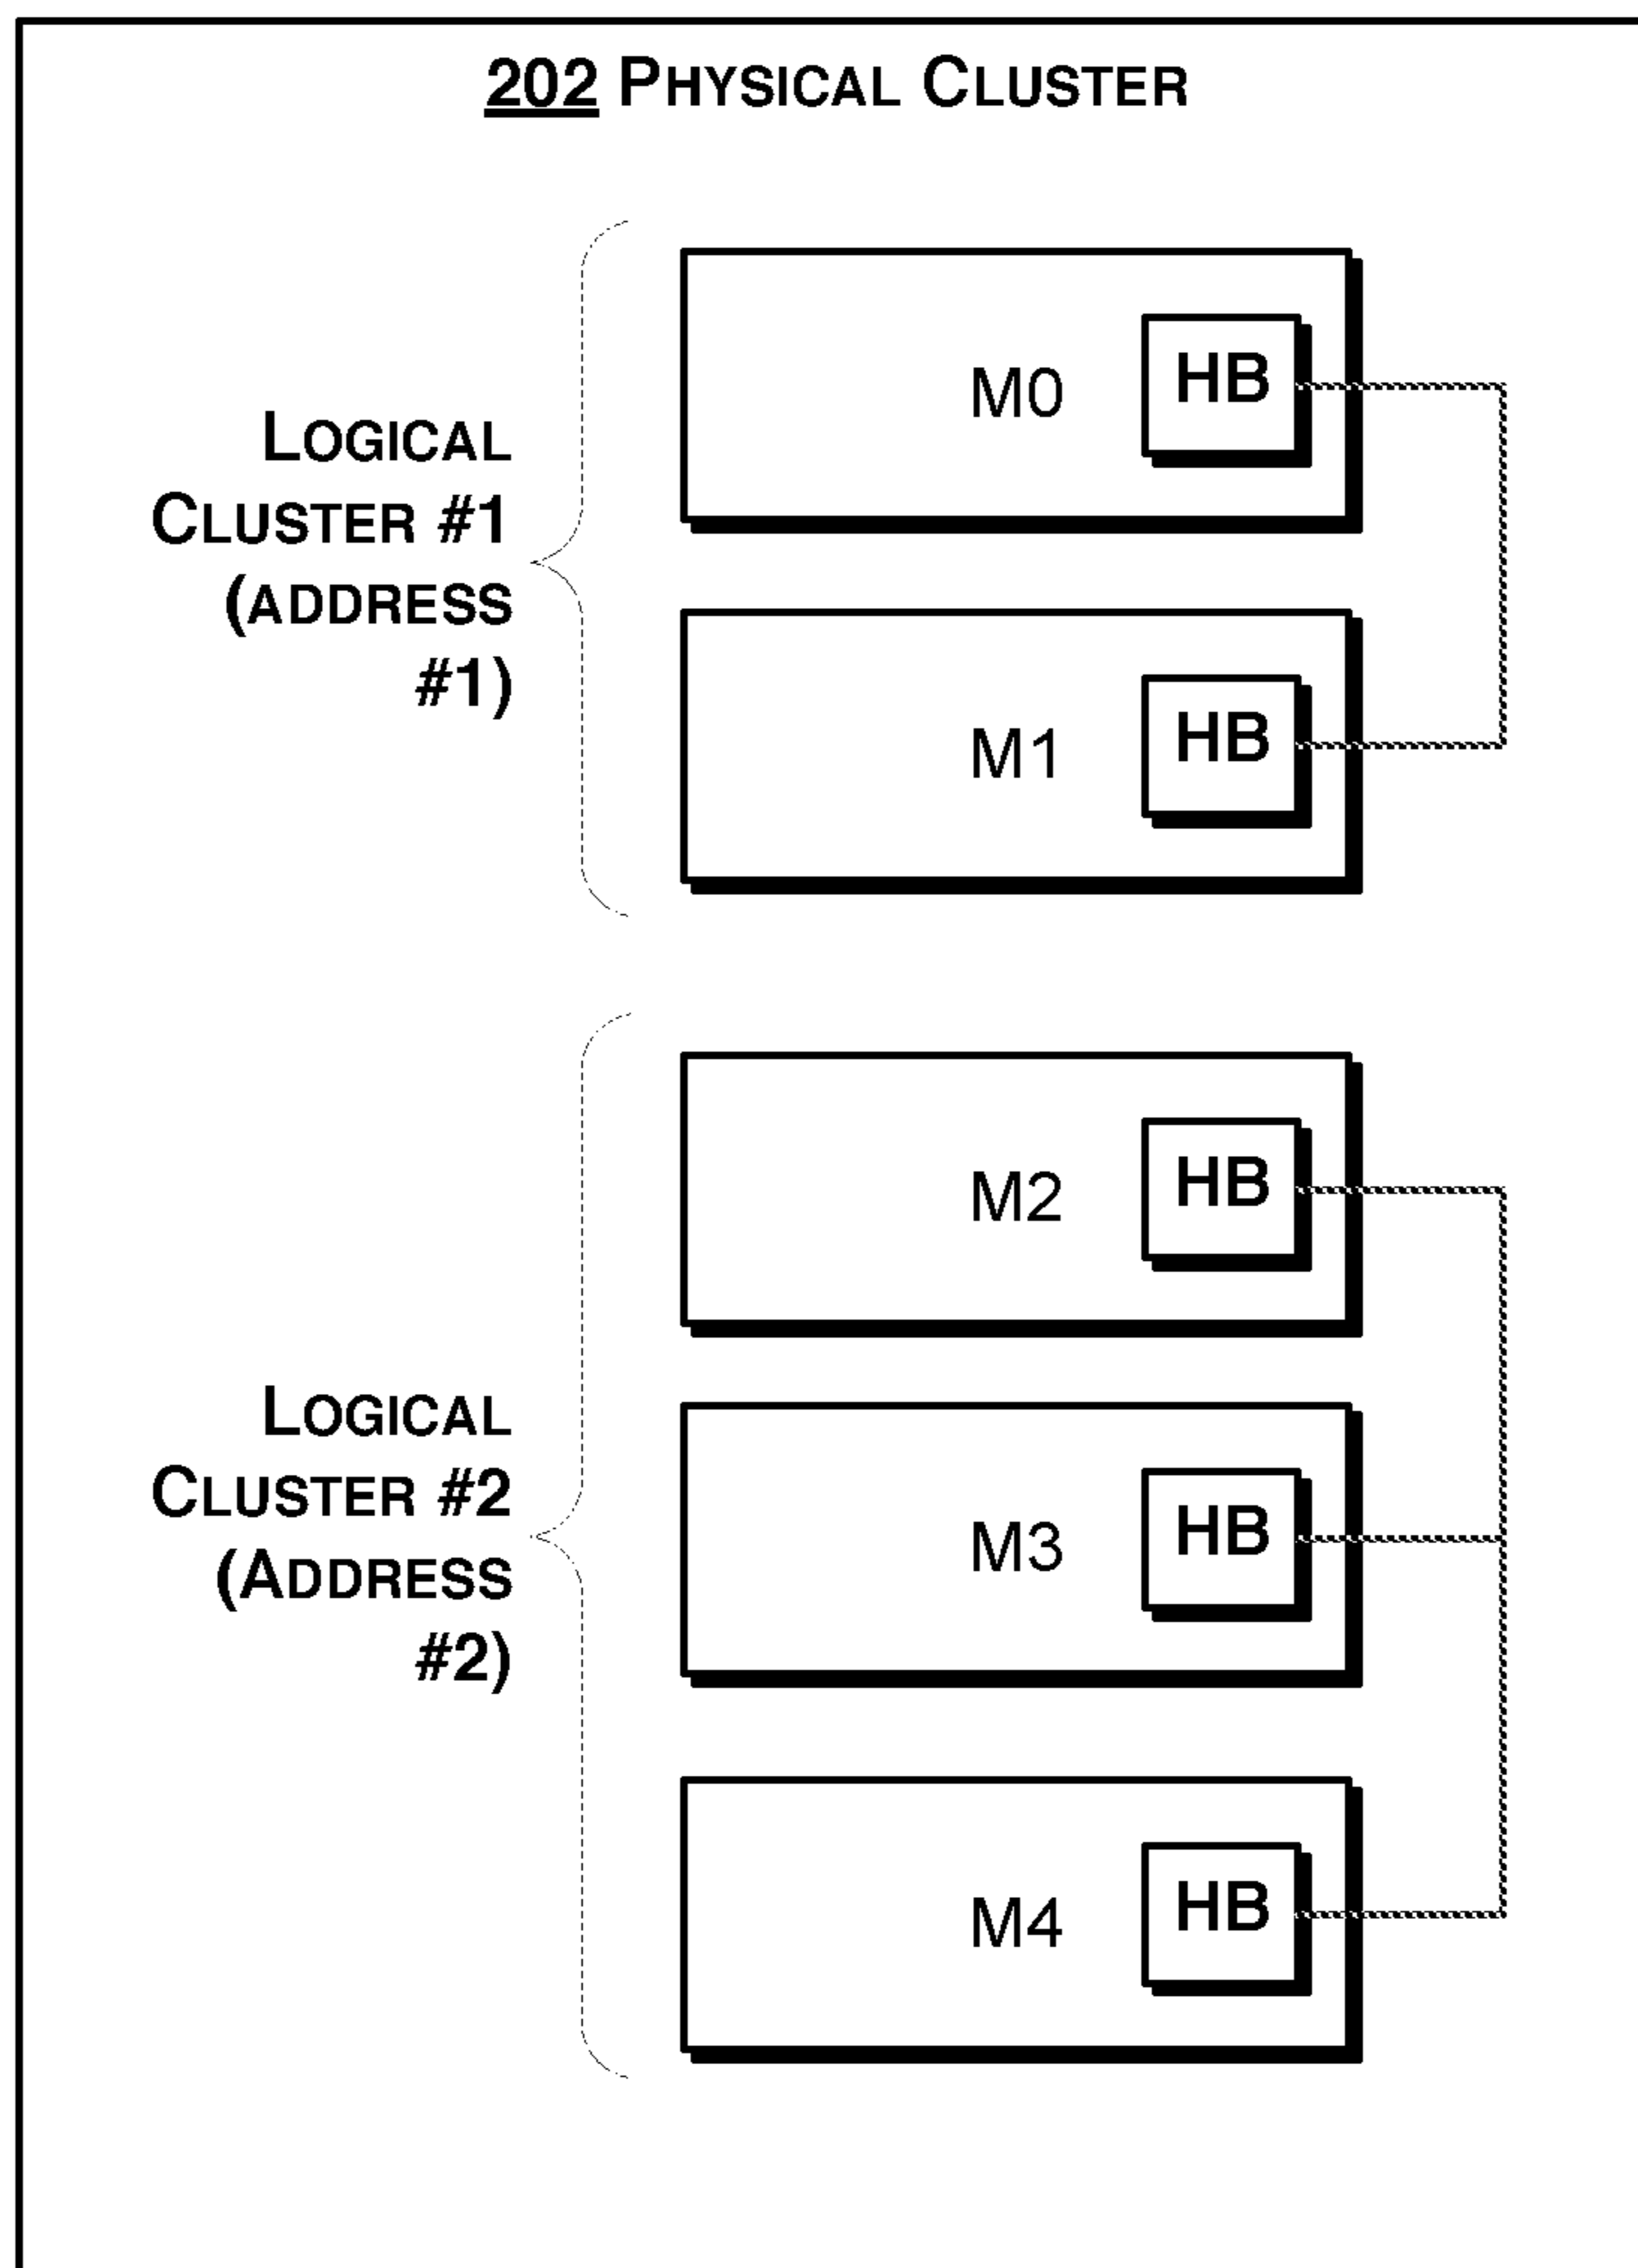 202 PHYSICAL CLUSTER
LOGICAL
CLUSTER #1
(ADDRESS
#1)
M0
HB
M1
HB
LOGICAL
CLUSTER #2
(ADDRESS
#2)
M2
HB
M3
HB
M4
HB